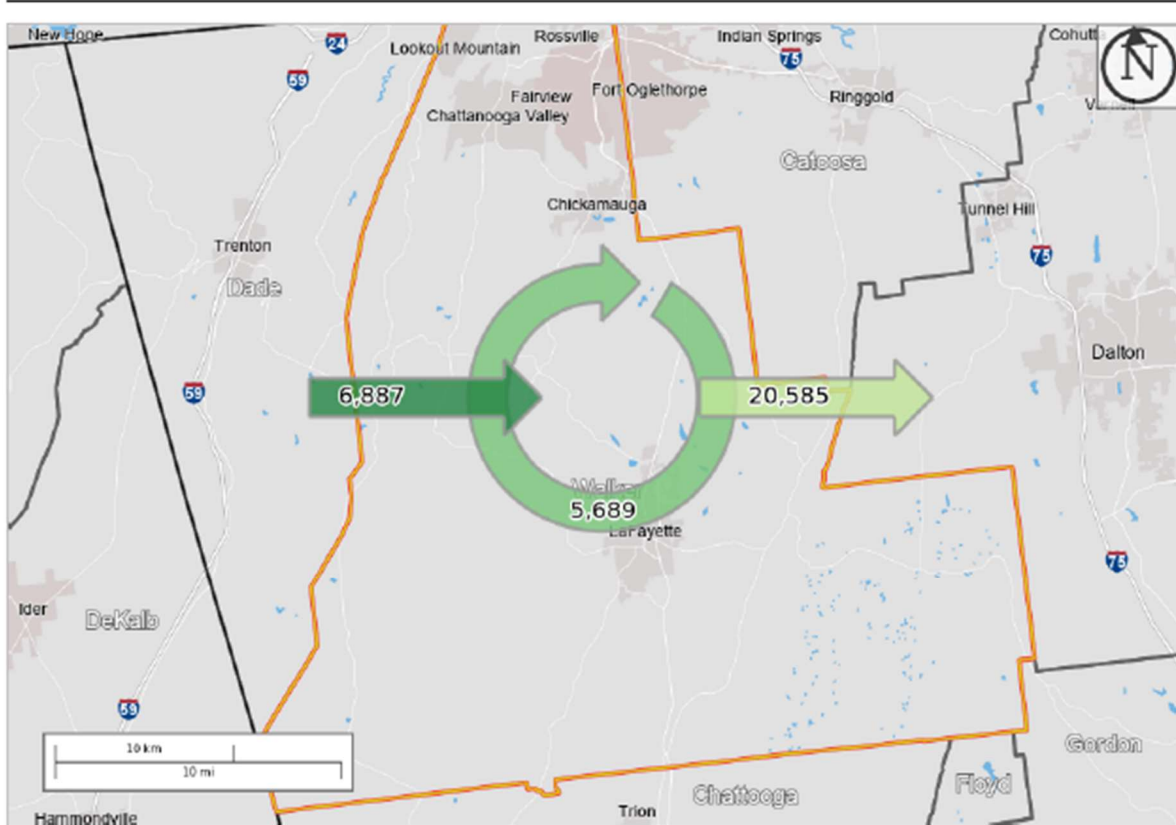 New Hope
24
Lookout Mountain
Rossville
Indian Springs
75
Cohutt
N
59
Fort Oglethorpe
Fairview
Ringgold
Chattanooga Valley
Catoosa
Chickamauga
Tunnel Hill
Trenton
75
Dade
Dalton
59
6,887
20,585
Walker
5,689
LaFayette
75
Ider
DeKalb
59
10 km
10 mi
Gordon
Floyd
Chattooga
Trion
Hammondville